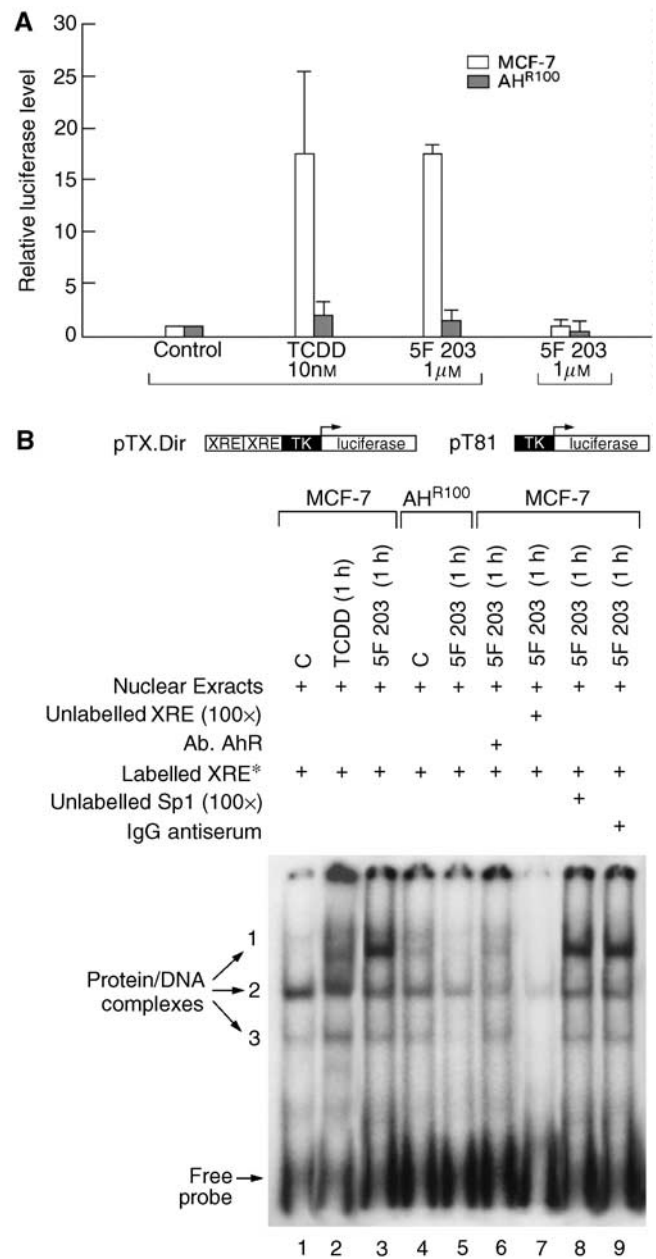 A
30
25
20
15
10
5
0
Relative luciferase level
MCF-7
AH^R100
Control
TCDD
10nM
5F 203
1μM
5F 203
1μM
B
pTX.Dir
XRE XRE TK luciferase
pT81
TK luciferase
MCF-7
AH^R100
MCF-7
C
TCDD (1 h)
5F 203 (1 h)
C
5F 203 (1 h)
5F 203 (1 h)
5F 203 (1 h)
5F 203 (1 h)
5F 203 (1 h)
Nuclear Exracts + + + + + + + + +
Unlabelled XRE (100×) +
Ab. AhR +
Labelled XRE* + + + + + + + + +
Unlabelled Sp1 (100×) +
IgG antiserum +
1
Protein/DNA
complexes
2
3
Free
probe
1 2 3 4 5 6 7 8 9